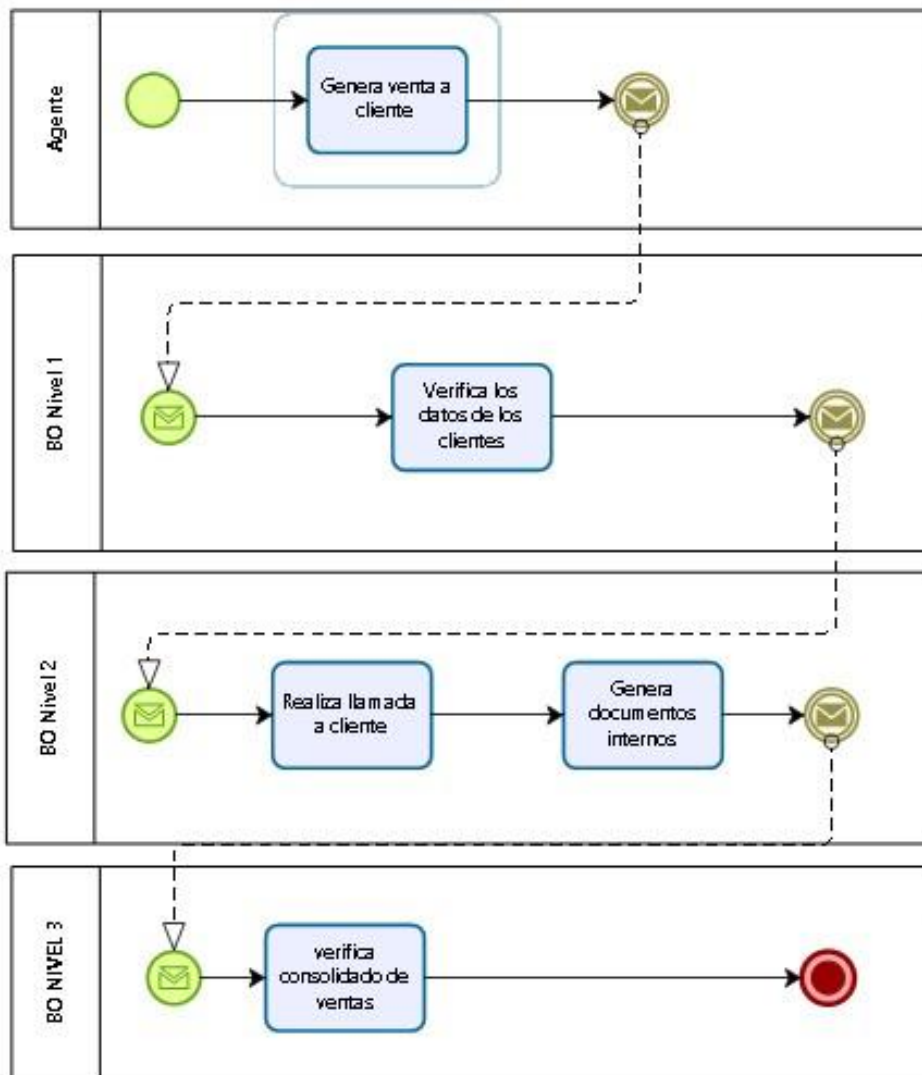 Agente
Genera venta a
cliente
BO Nivel 1
Verifica los
datos de los
clientes
BO Nivel 2
Realiza llamada
a cliente
Genera
documentos
internos
BO NIVEL 3
verifica
consolidado de
ventas